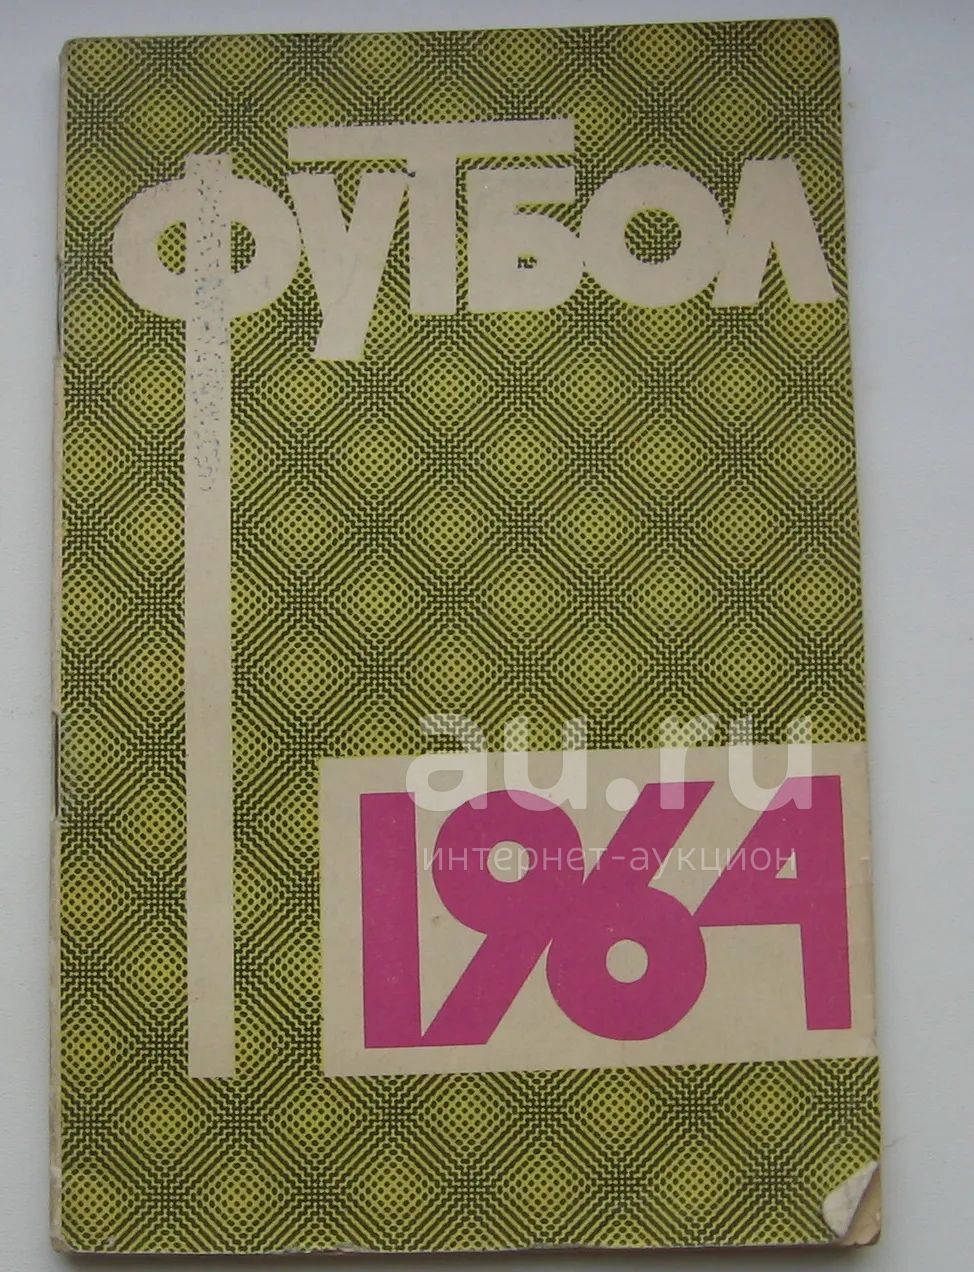 ФУТБОЛ
au.ru
интернет-аукцион
1964